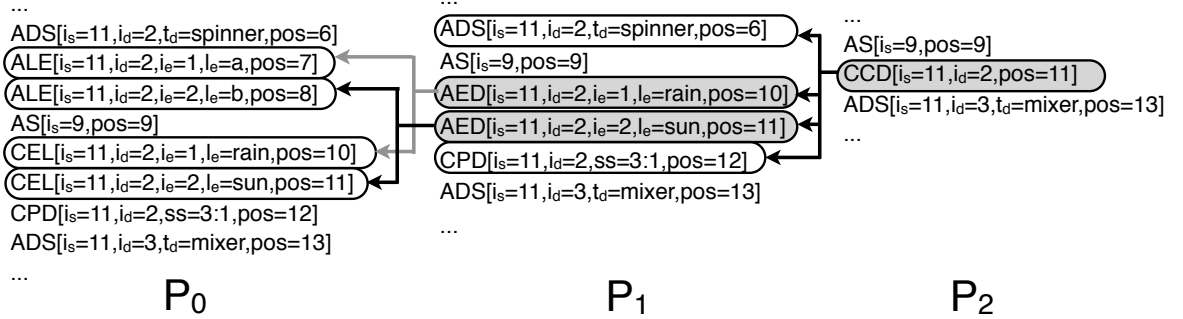 ...
ADS[is=11,id=2,td=spinner,pos=6]
ALE[is=11,id=2,ie=1,le=a,pos=7]
ALE[is=11,id=2,ie=2,le=b,pos=8]
AS[is=9,pos=9]
CEL[is=11,id=2,ie=1,le=rain,pos=10]
CEL[is=11,id=2,ie=2,le=sun,pos=11]
CPD[is=11,id=2,ss=3:1,pos=12]
ADS[is=11,id=3,td=mixer,pos=13]
...
P0
...
ADS[is=11,id=2,td=spinner,pos=6]
AS[is=9,pos=9]
AED[is=11,id=2,ie=1,le=rain,pos=10]
AED[is=11,id=2,ie=2,le=sun,pos=11]
CPD[is=11,id=2,ss=3:1,pos=12]
ADS[is=11,id=3,td=mixer,pos=13]
...
P1
...
AS[is=9,pos=9]
CCD[is=11,id=2,pos=11]
ADS[is=11,id=3,td=mixer,pos=13]
...
P2